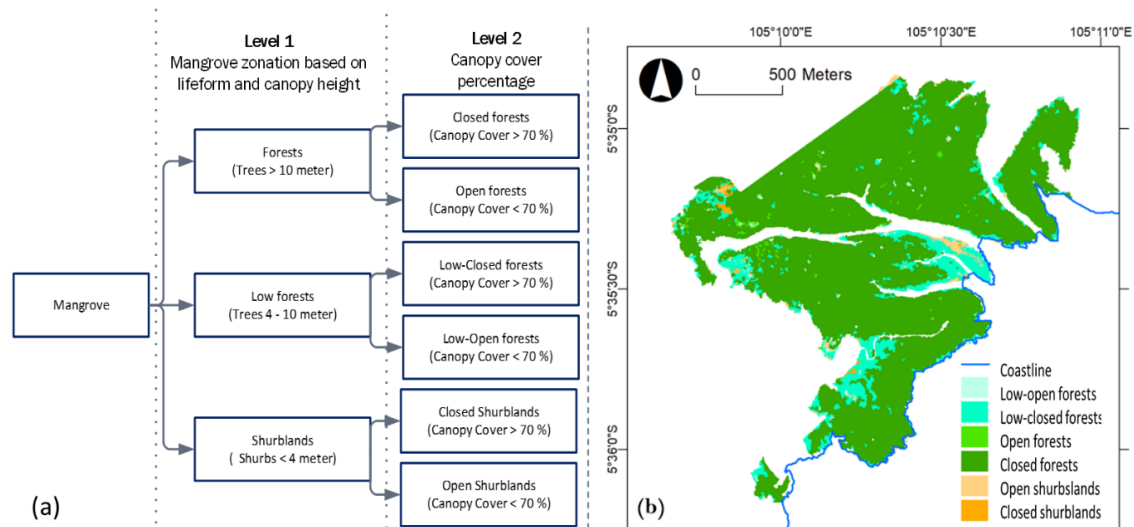 Level 1
Mangrove zonation based on
lifeform and canopy height
Level 2
Canopy cover
percentage
Mangrove
Forests
(Trees > 10 meter)
Low forests
(Trees 4 - 10 meter)
Shurblands
( Shurbs < 4 meter)
Closed forests
(Canopy Cover > 70 %)
Open forests
(Canopy Cover < 70 %)
Low-Closed forests
(Canopy Cover > 70 %)
Low-Open forests
(Canopy Cover < 70 %)
Closed Shurblands
(Canopy Cover > 70 %)
Open Shurblands
(Canopy Cover < 70 %)
(a)
105°10'0"E
105°10'30"E
105°11'0"E
0 500 Meters
5°35'0"S
5°35'30"S
5°36'0"S
Coastline
Low-open forests
Low-closed forests
Open forests
Closed forests
Open shurbslands
Closed shurblands
(b)